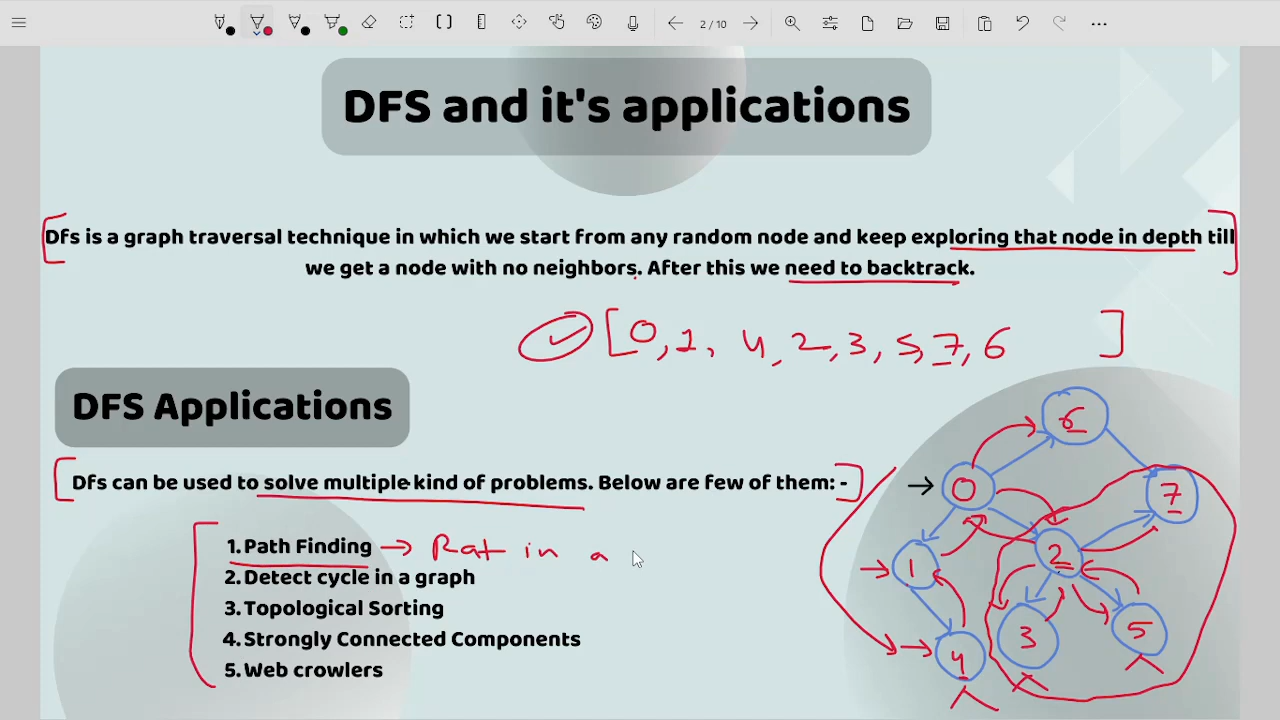 2 / 10
DFS and it's applications
Dfs is a graph traversal technique in which we start from any random node and keep exploring that node in depth till
we get a node with no neighbors. After this we need to backtrack.
[0, 1, 4, 2, 3, 5, 7, 6 ]
DFS Applications
Dfs can be used to solve multiple kind of problems. Below are few of them: -
1. Path Finding → Rat in a
2. Detect cycle in a graph
3. Topological Sorting
4. Strongly Connected Components
5. Web crowlers
6
0
7
2
1
3
5
4